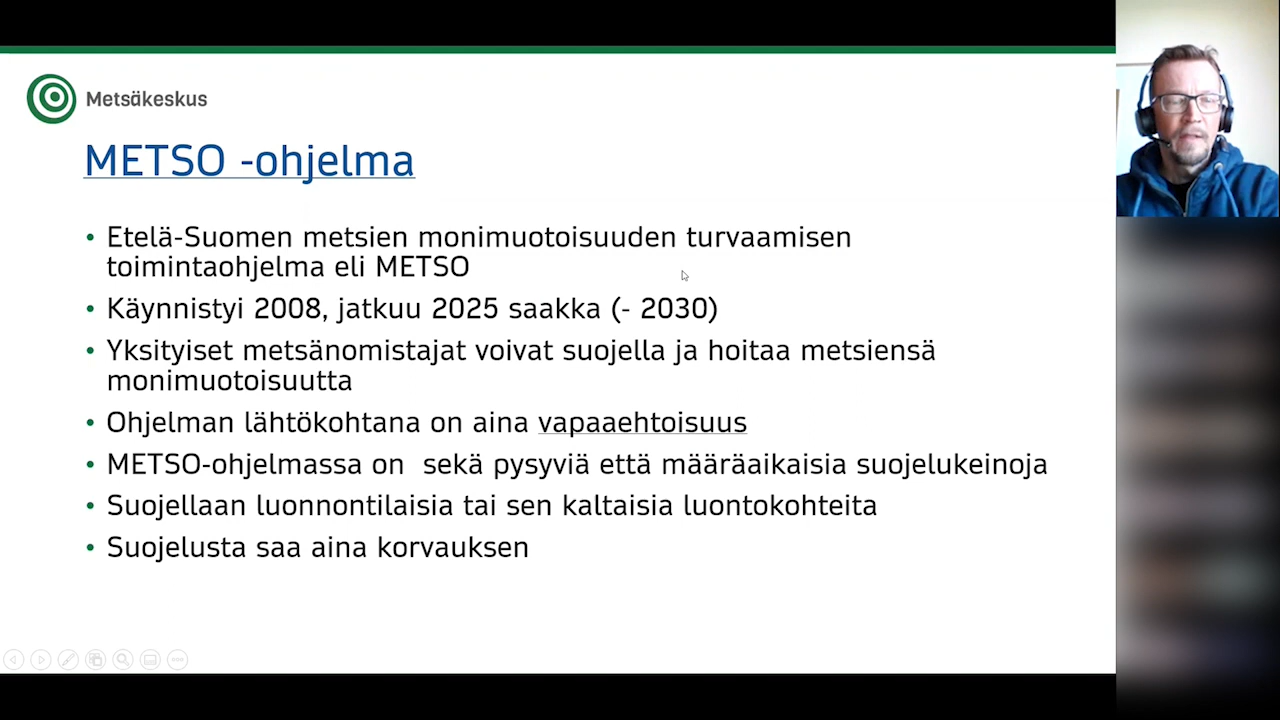 Metsäkeskus
METSO -ohjelma
• Etelä-Suomen metsien monimuotoisuuden turvaamisen
toimintaohjelma eli METSO
• Käynnistyi 2008, jatkuu 2025 saakka (- 2030)
• Yksityiset metsänomistajat voivat suojella ja hoitaa metsiensä
monimuotoisuutta
• Ohjelman lähtökohtana on aina vapaaehtoisuus
• METSO-ohjelmassa on  sekä pysyviä että määräaikaisia suojelukeinoja
• Suojellaan luonnontilaisia tai sen kaltaisia luontokohteita
• Suojelusta saa aina korvauksen